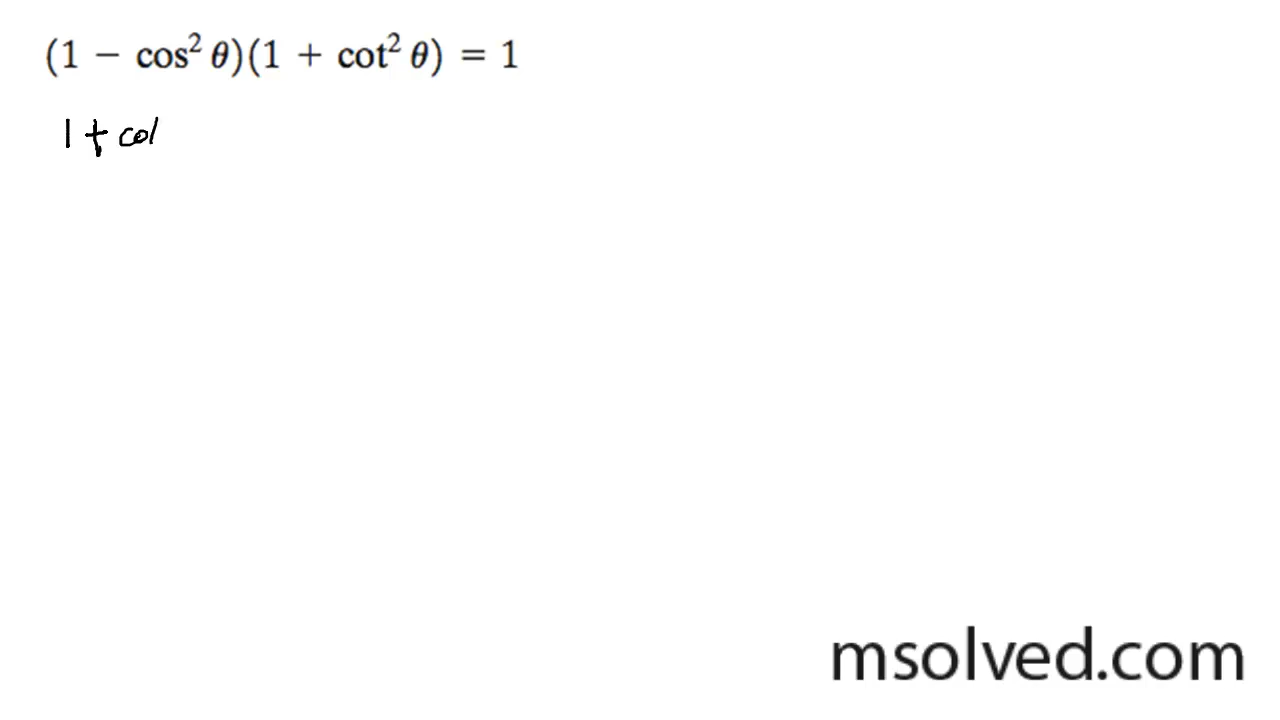 (1 − cos² θ)(1 + cot² θ) = 1
1 + col
msolved.com